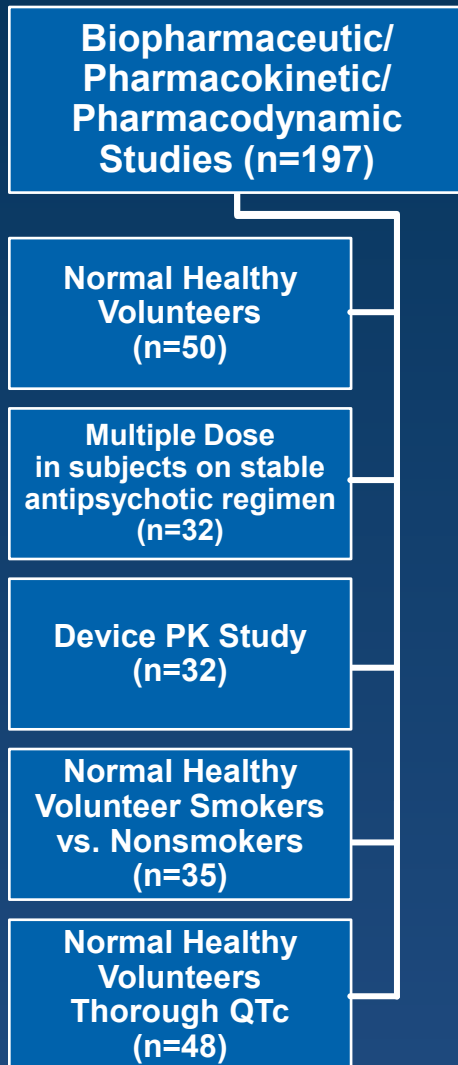 Biopharmaceutic/
Pharmacokinetic/
Pharmacodynamic
Studies (n=197)
Normal Healthy
Volunteers
(n=50)
Multiple Dose
in subjects on stable
antipsychotic regimen
(n=32)
Device PK Study
(n=32)
Normal Healthy
Volunteer Smokers
vs. Nonsmokers
(n=35)
Normal Healthy
Volunteers
Thorough QTc
(n=48)